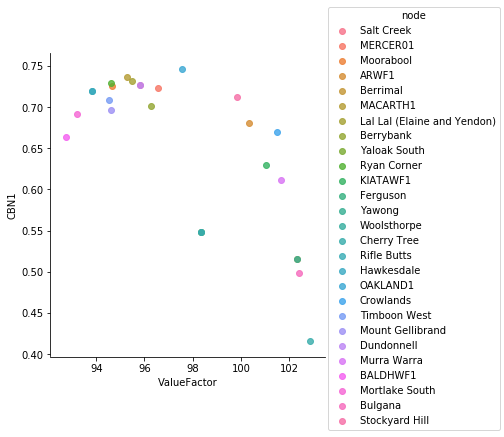 node
Salt Creek
MERCER01
Moorabool
ARWF1
Berrimal
MACARTH1
Lal Lal (Elaine and Yendon)
Berrybank
Yaloak South
Ryan Corner
KIATAWF1
Ferguson
Yawong
Woolsthorpe
Cherry Tree
Rifle Butts
Hawkesdale
OAKLAND1
Crowlands
Timboon West
Mount Gellibrand
Dundonnell
Murra Warra
BALDHWF1
Mortlake South
Bulgana
Stockyard Hill
CBN1
0.75
0.70
0.65
0.60
0.55
0.50
0.45
0.40
94 96 98 100 102
ValueFactor